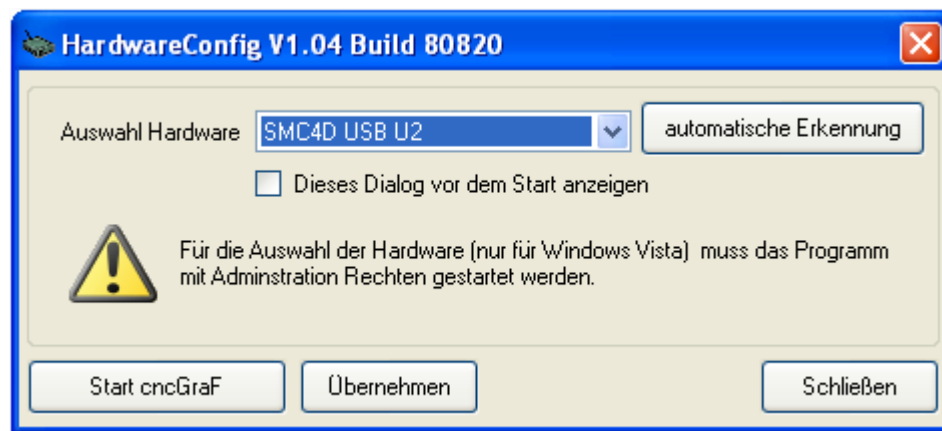 HardwareConfig V1.04 Build 80820
Auswahl Hardware SMC4D USB U2 automatische Erkennung
Dieses Dialog vor dem Start anzeigen
Für die Auswahl der Hardware (nur für Windows Vista) muss das Programm
mit Adminstration Rechten gestartet werden.
Start cncGraF Übernehmen Schließen